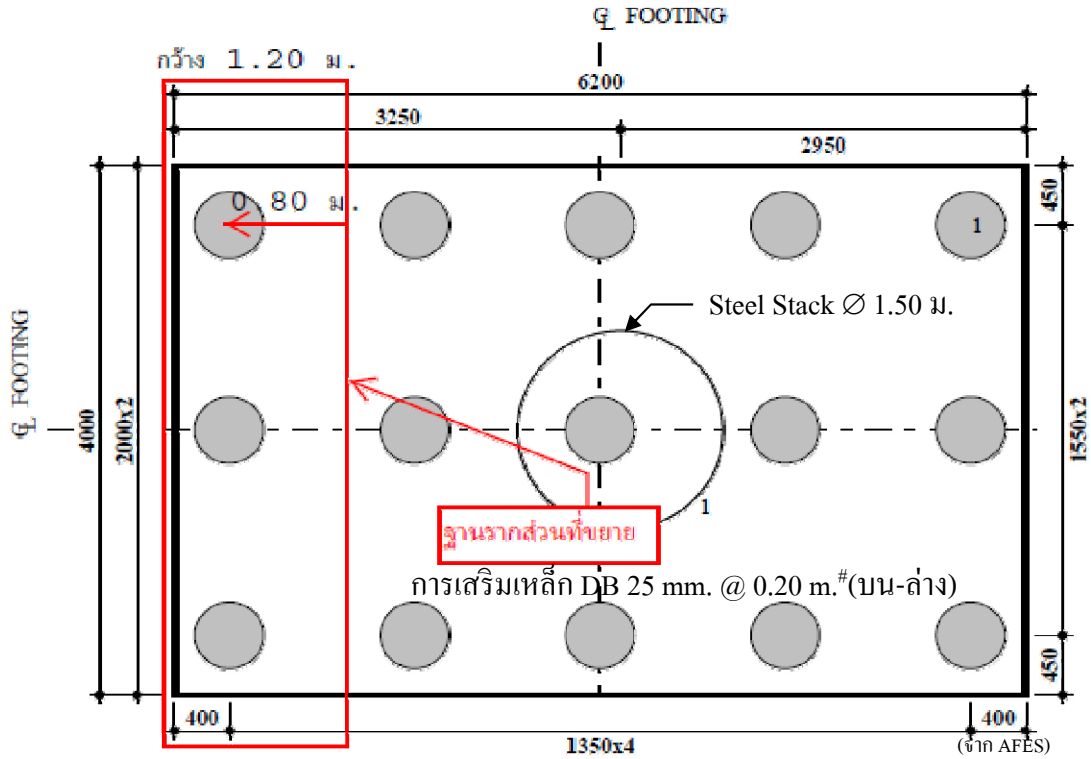 ℄ FOOTING
กว้าง 1.20 ม.
6200
3250
2950
0.80 ม.
450
1
Steel Stack ∅ 1.50 ม.
℄ FOOTING
4000
2000x2
1550x2
1
ฐานรากส่วนที่ขยาย
การเสริมเหล็ก DB 25 mm. @ 0.20 m.#(บน-ล่าง)
450
400
400
1350x4
(จาก AFES)